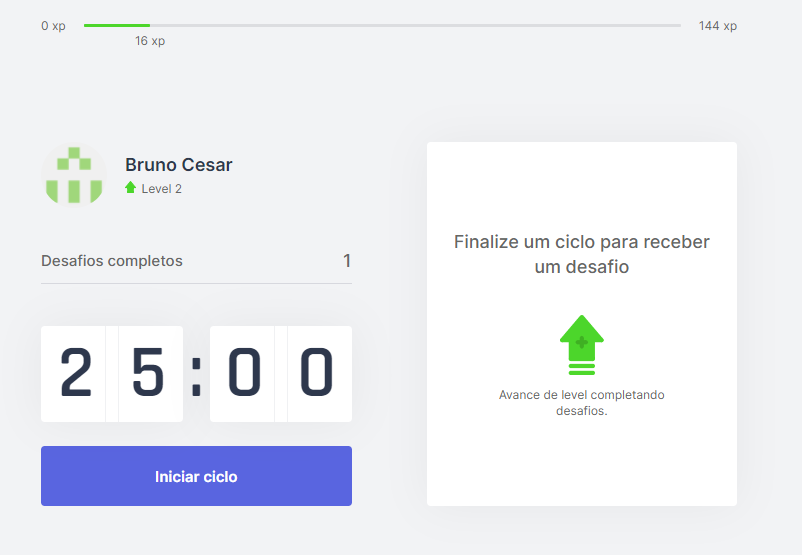 0 xp
144 xp
16 xp
Bruno Cesar
Level 2
Desafios completos 1
25:00
Iniciar ciclo
Finalize um ciclo para receber
um desafio
Avance de level completando
desafios.